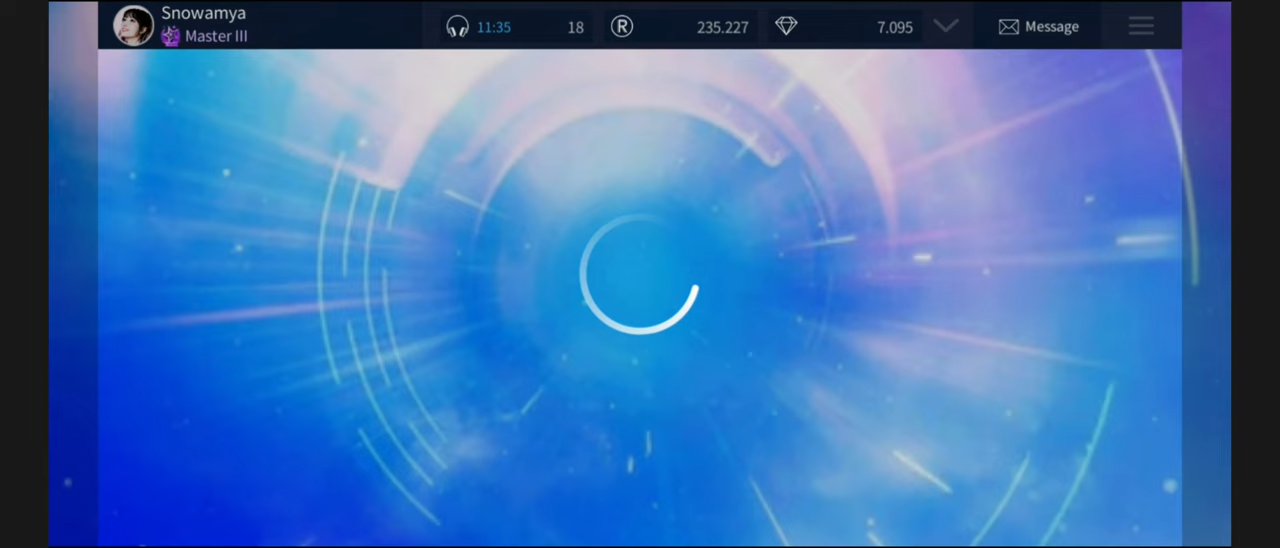 Snowamya
Master III
11:35
18
R
235.227
7.095
Message